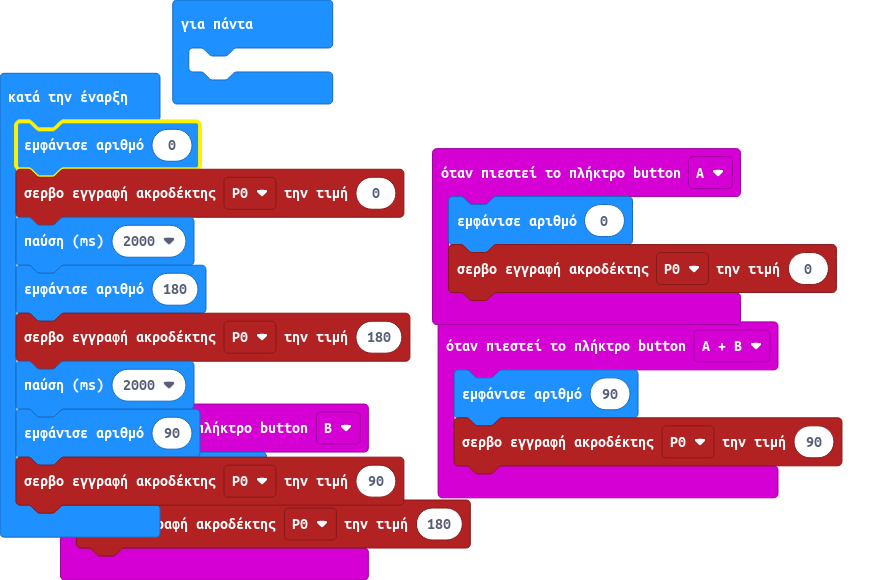 για πάντα
κατά την έναρξη
εμφάνισε αριθμό 0
σερβο εγγραφή ακροδέκτης P0 την τιμή 0
παύση (ms) 2000
εμφάνισε αριθμό 180
σερβο εγγραφή ακροδέκτης P0 την τιμή 180
παύση (ms) 2000
εμφάνισε αριθμό 90
σερβο εγγραφή ακροδέκτης P0 την τιμή 90
button B
ακροδέκτης P0 την τιμή 180
όταν πιεστεί το πλήκτρο button A
εμφάνισε αριθμό 0
σερβο εγγραφή ακροδέκτης P0 την τιμή 0
όταν πιεστεί το πλήκτρο button A + B
εμφάνισε αριθμό 90
σερβο εγγραφή ακροδέκτης P0 την τιμή 90